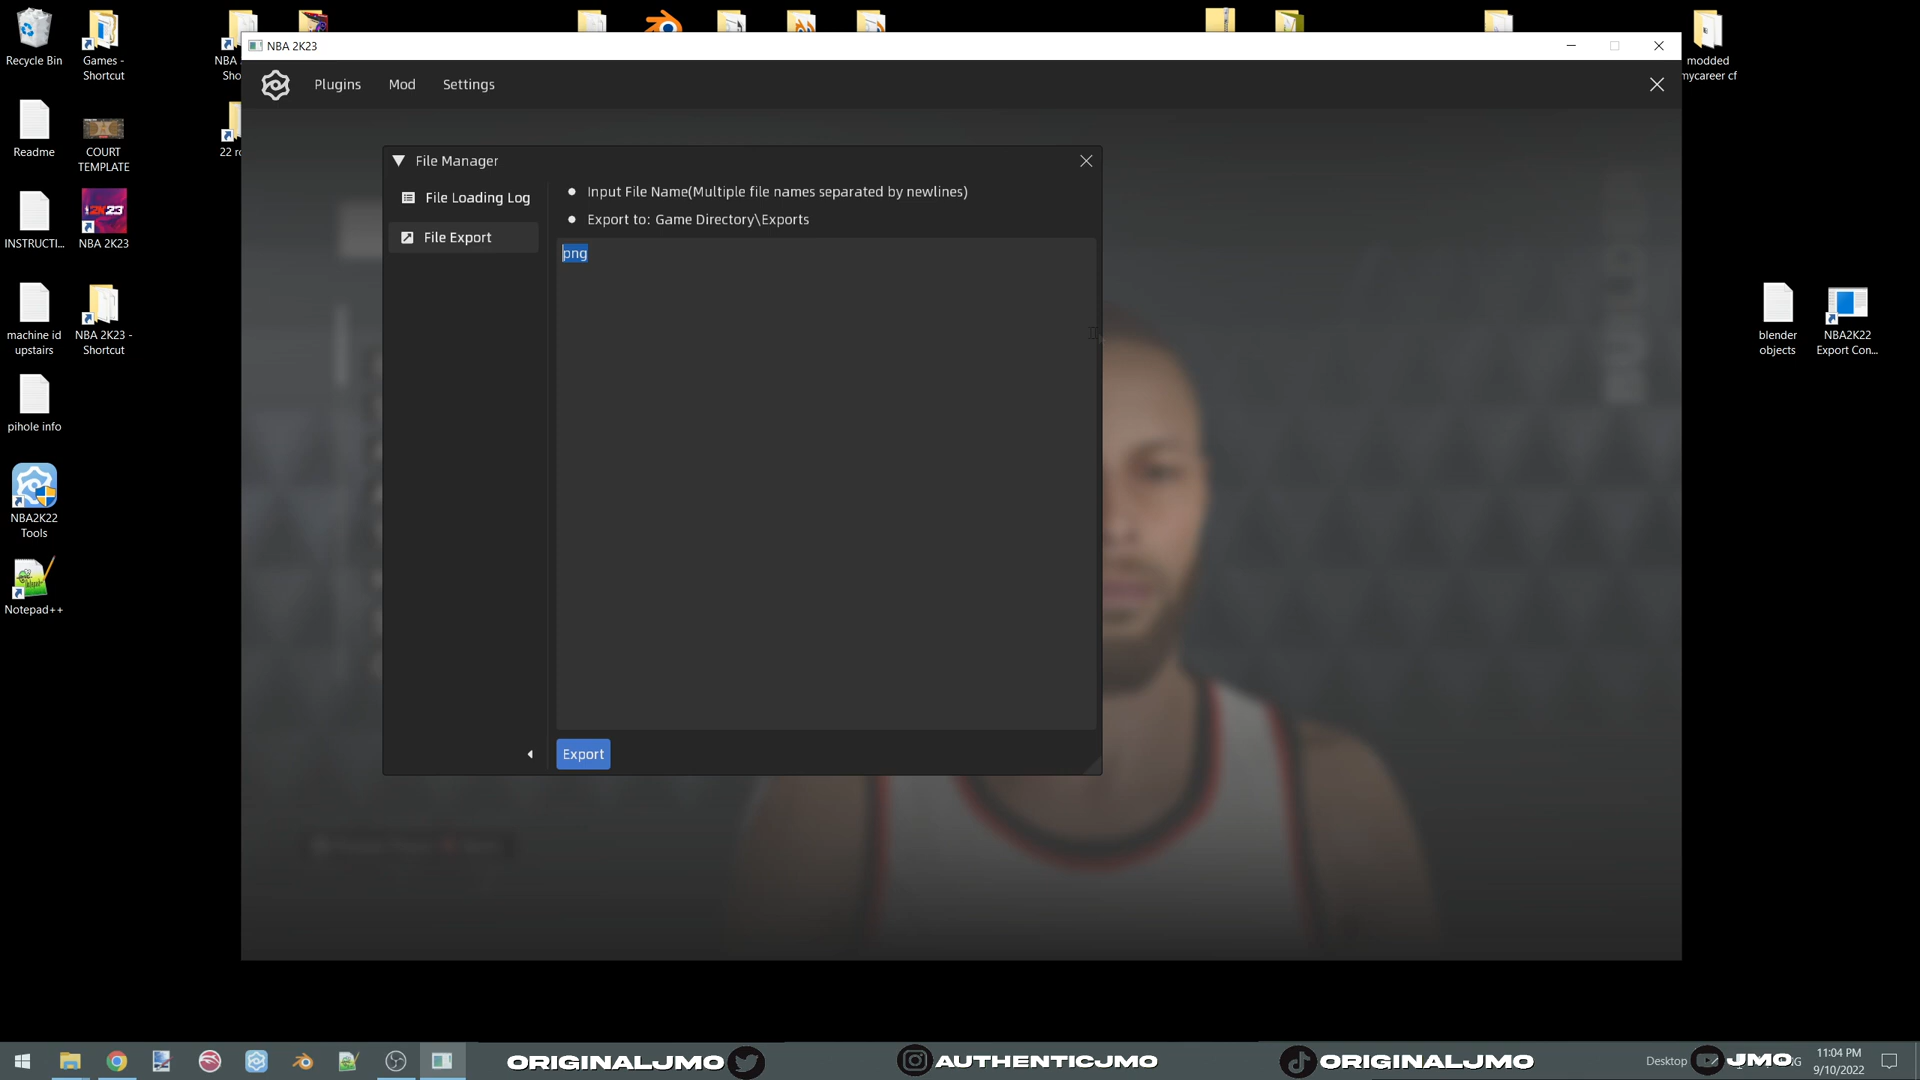 Recycle Bin
Games -
Shortcut
NBA
Sho
modded
mycareer cf
NBA 2K23
Plugins
Mod
Settings
Readme
COURT
TEMPLATE
22 ro
File Manager
File Loading Log
File Export
Input File Name(Multiple file names separated by newlines)
Export to: Game Directory\Exports
png
Export
INSTRUCTI...
2K23
NBA 2K23
machine id
upstairs
NBA 2K23 -
Shortcut
blender
objects
NBA2K22
Export Con...
pihole info
NBA2K22
Tools
Notepad++
ORIGINALJMO
AUTHENTICJMO
ORIGINALJMO
Desktop
JMO
11:04 PM
9/10/2022